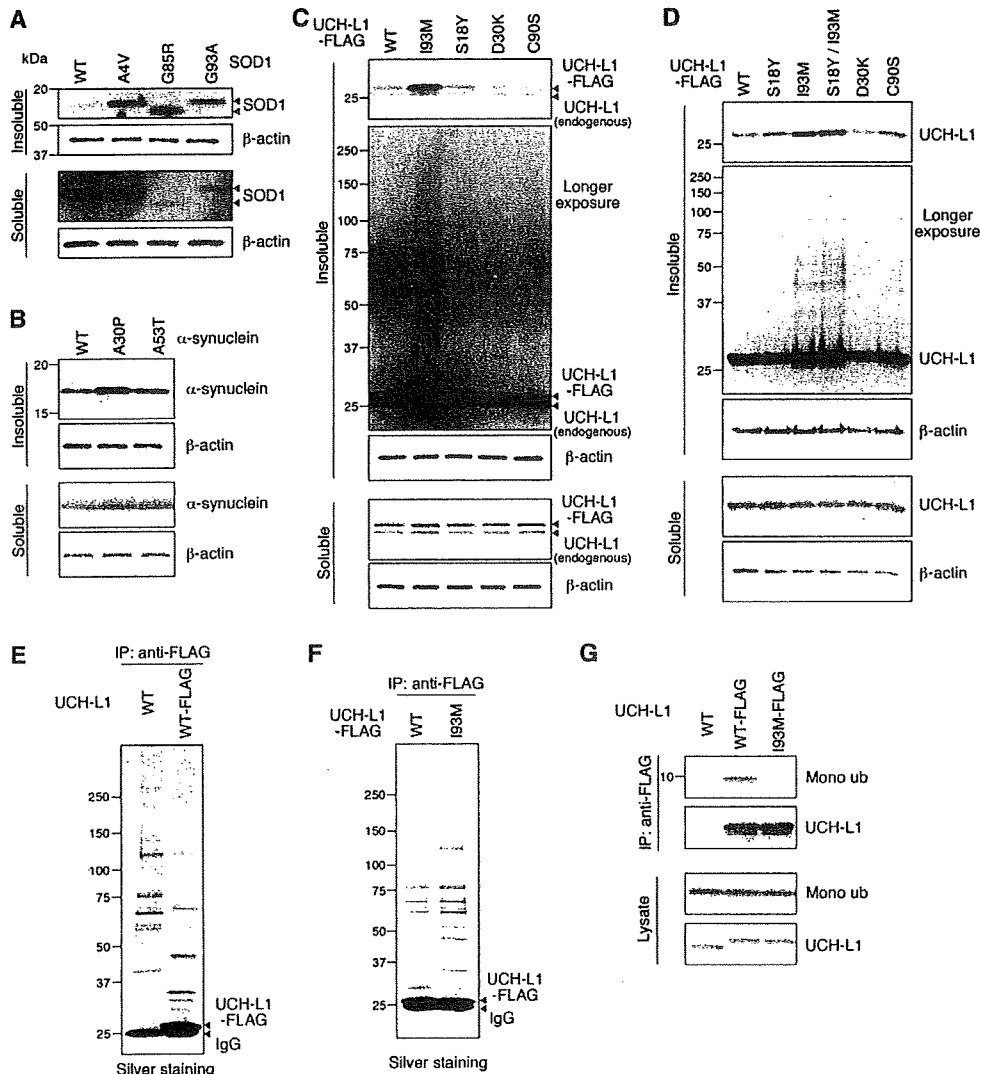 A
kDa
WT
A4V
G85R
G93A
SOD1
Insoluble
20
SOD1
50
37
β-actin
Soluble
SOD1
β-actin
B
WT
A30P
A53T
α-synuclein
Insoluble
20
15
α-synuclein
β-actin
Soluble
α-synuclein
β-actin
C
UCH-L1
-FLAG
WT
I93M
S18Y
D30K
C90S
Insoluble
25
UCH-L1
-FLAG
UCH-L1
(endogenous)
250
150
100
75
50
37
25
Longer
exposure
UCH-L1
-FLAG
UCH-L1
(endogenous)
β-actin
Soluble
UCH-L1
-FLAG
UCH-L1
(endogenous)
β-actin
D
UCH-L1
-FLAG
WT
S18Y
I93M
S18Y / I93M
D30K
C90S
Insoluble
25
UCH-L1
250
150
100
75
50
37
25
Longer
exposure
UCH-L1
β-actin
Soluble
UCH-L1
β-actin
E
IP: anti-FLAG
UCH-L1
WT
WT-FLAG
250
150
100
75
50
37
25
UCH-L1
-FLAG
IgG
Silver staining
F
IP: anti-FLAG
UCH-L1
-FLAG
WT
I93M
250
150
100
75
50
37
25
UCH-L1
-FLAG
IgG
Silver staining
G
UCH-L1
WT
WT-FLAG
I93M-FLAG
IP: anti-FLAG
10
Mono ub
UCH-L1
Lysate
Mono ub
UCH-L1